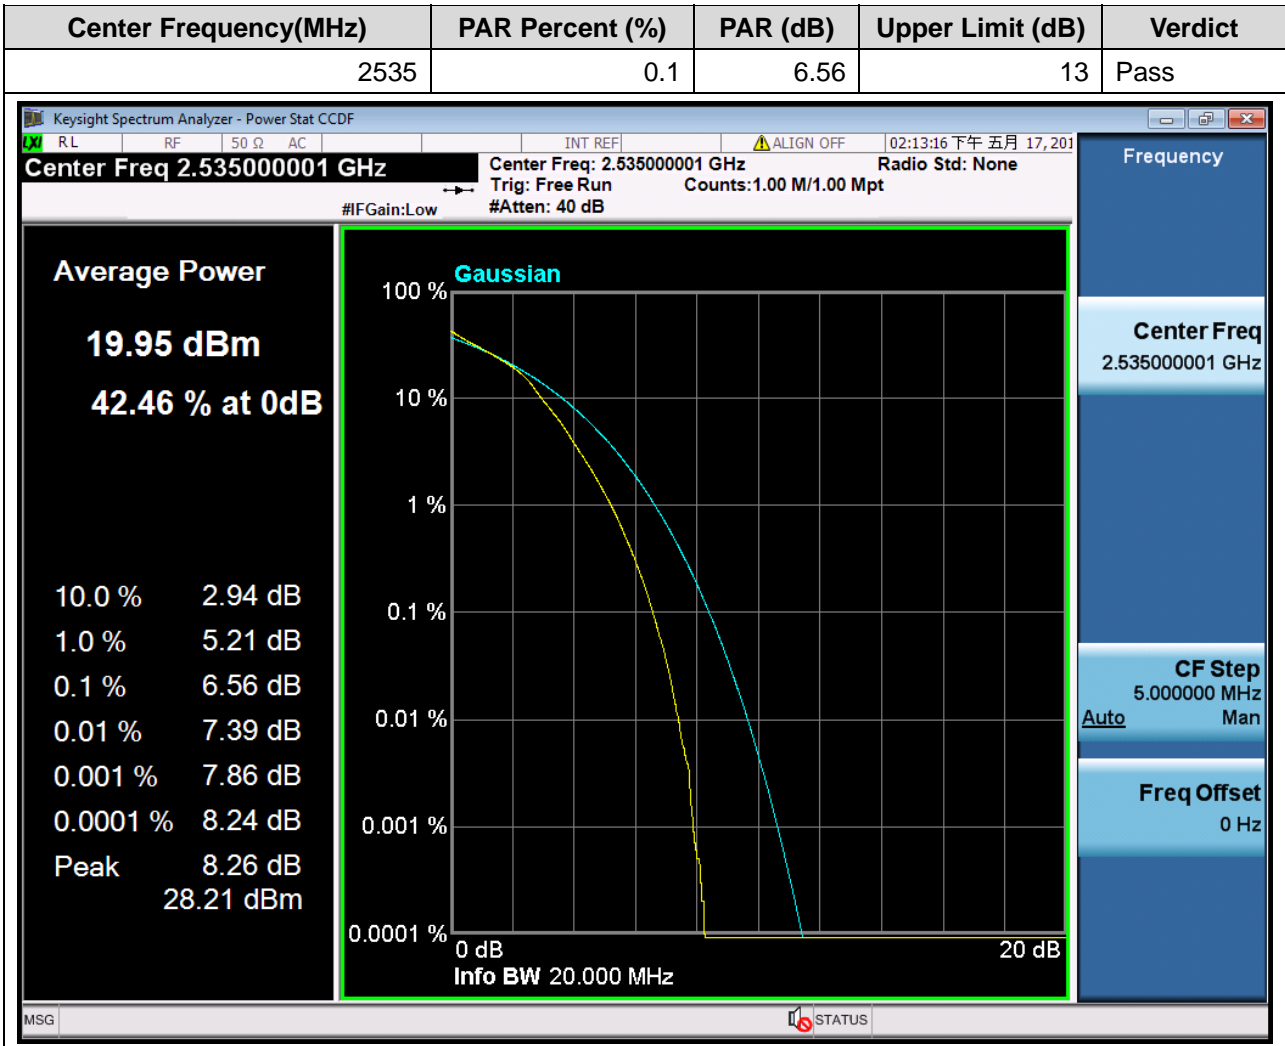 Center Frequency(MHz) PAR Percent (%) PAR (dB) Upper Limit (dB) Verdict
2535 0.1 6.56 13 Pass
Keysight Spectrum Analyzer - Power Stat CCDF
LXI RL RF 50 Ω AC INT REF ALIGN OFF 02:13:16 下午 五月 17, 201
Center Freq 2.535000001 GHz
Center Freq: 2.535000001 GHz Radio Std: None
Trig: Free Run Counts:1.00 M/1.00 Mpt
#IFGain:Low #Atten: 40 dB
Average Power
19.95 dBm
42.46 % at 0dB
10.0 % 2.94 dB
1.0 % 5.21 dB
0.1 % 6.56 dB
0.01 % 7.39 dB
0.001 % 7.86 dB
0.0001 % 8.24 dB
Peak 8.26 dB
28.21 dBm
Gaussian
100 %
10 %
1 %
0.1 %
0.01 %
0.001 %
0.0001 %
0 dB 20 dB
Info BW 20.000 MHz
Frequency
Center Freq
2.535000001 GHz
CF Step
5.000000 MHz
Auto Man
Freq Offset
0 Hz
MSG STATUS